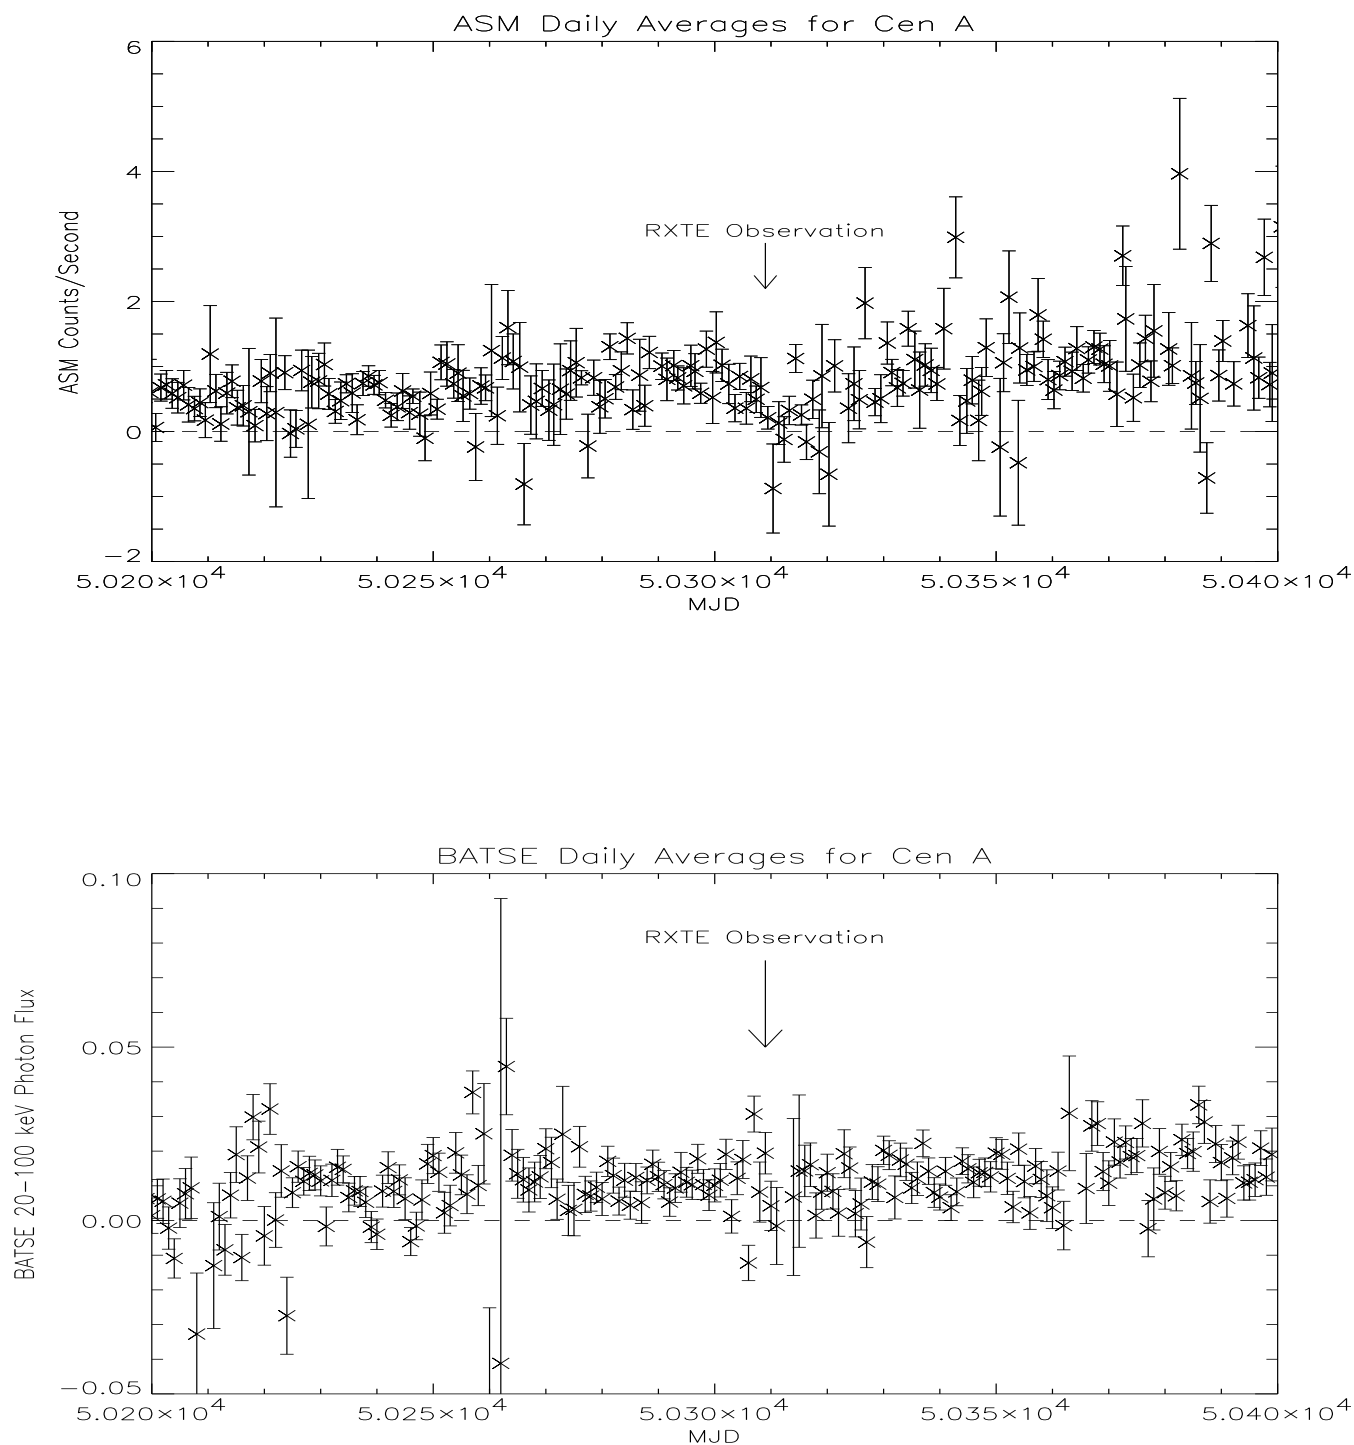 ASM Daily Averages for Cen A
6
4
2
0
−2
ASM Counts/Second
RXTE Observation
5.020×10⁴ 5.025×10⁴ 5.030×10⁴ 5.035×10⁴ 5.040×10⁴
MJD
BATSE Daily Averages for Cen A
0.10
0.05
0.00
−0.05
BATSE 20−100 keV Photon Flux
RXTE Observation
5.020×10⁴ 5.025×10⁴ 5.030×10⁴ 5.035×10⁴ 5.040×10⁴
MJD